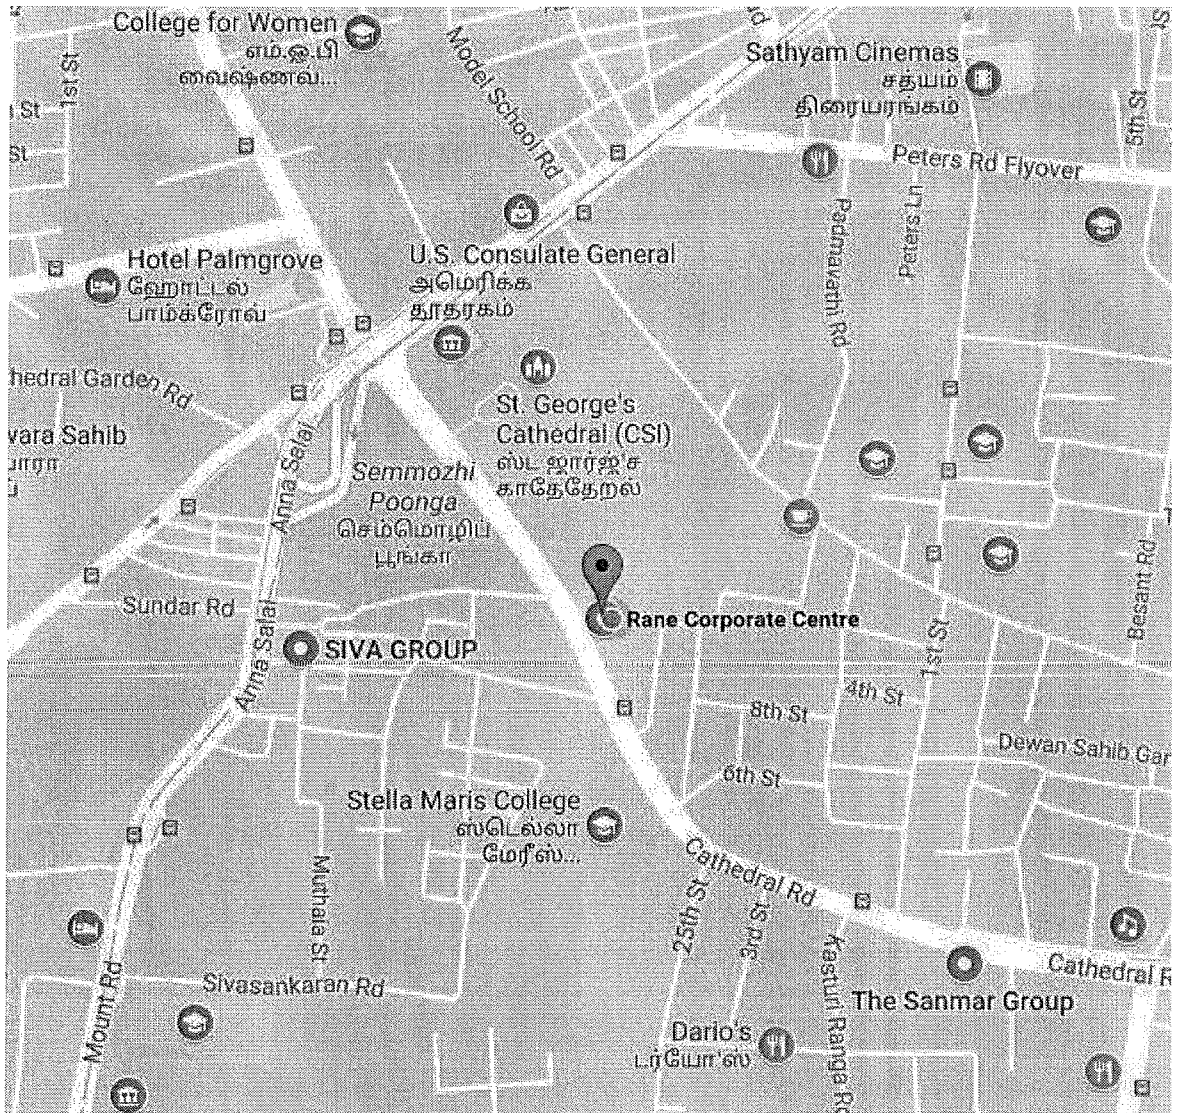 College for Women
எம்.ஓ.பி
வைஷ்ணவ...
1st St
St
St
Model School Rd
Rd
Sathyam Cinemas
சத்யம்
திரையரங்கம்
5th St
St
Peters Rd Flyover
Peters Ln
Padmavathi Rd
Hotel Palmgrove
ஹோட்டல்
பாம்க்ரோவ்
U.S. Consulate General
அமெரிக்க
தூதரகம்
hedral Garden Rd
vara Sahib
பாரா
Anna Salai
Semmozhi
Poonga
செம்மொழிப்
பூங்கா
St. George's
Cathedral (CSI)
ஸ்ட ஜார்ஜ்'ச
காதேதேறல்
Rane Corporate Centre
Sundar Rd
SIVA GROUP
Anna Salai
1st St
Besant Rd
4th St
8th St
6th St
Dewan Sahib Gar
Stella Maris College
ஸ்டெல்லா
மேரீஸ்...
Cathedral Rd
Muthaia St
25th St
3rd St
Kasturi Ranga Rd
Cathedral R
The Sanmar Group
Mount Rd
Sivasankaran Rd
Dario's
டர்யோ'ஸ்